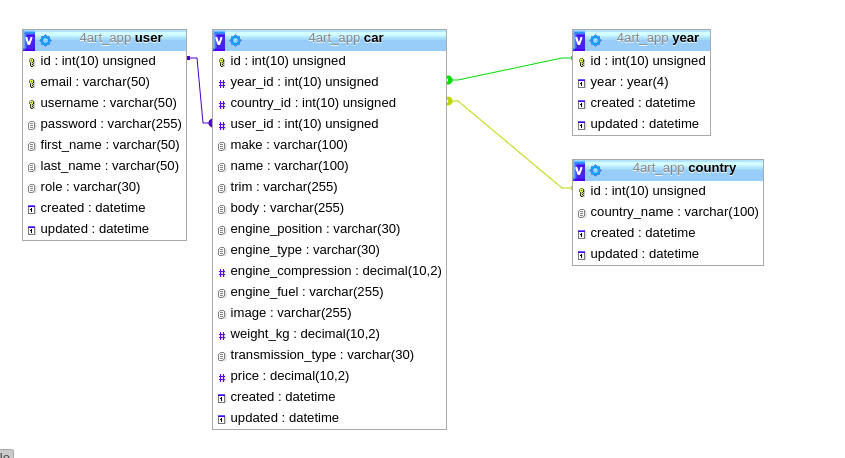 4art_app user
id : int(10) unsigned
email : varchar(50)
username : varchar(50)
password : varchar(255)
first_name : varchar(50)
last_name : varchar(50)
role : varchar(30)
created : datetime
updated : datetime
4art_app car
id : int(10) unsigned
year_id : int(10) unsigned
country_id : int(10) unsigned
user_id : int(10) unsigned
make : varchar(100)
name : varchar(100)
trim : varchar(255)
body : varchar(255)
engine_position : varchar(30)
engine_type : varchar(30)
engine_compression : decimal(10,2)
engine_fuel : varchar(255)
image : varchar(255)
weight_kg : decimal(10,2)
transmission_type : varchar(30)
price : decimal(10,2)
created : datetime
updated : datetime
4art_app year
id : int(10) unsigned
year : year(4)
created : datetime
updated : datetime
4art_app country
id : int(10) unsigned
country_name : varchar(100)
created : datetime
updated : datetime